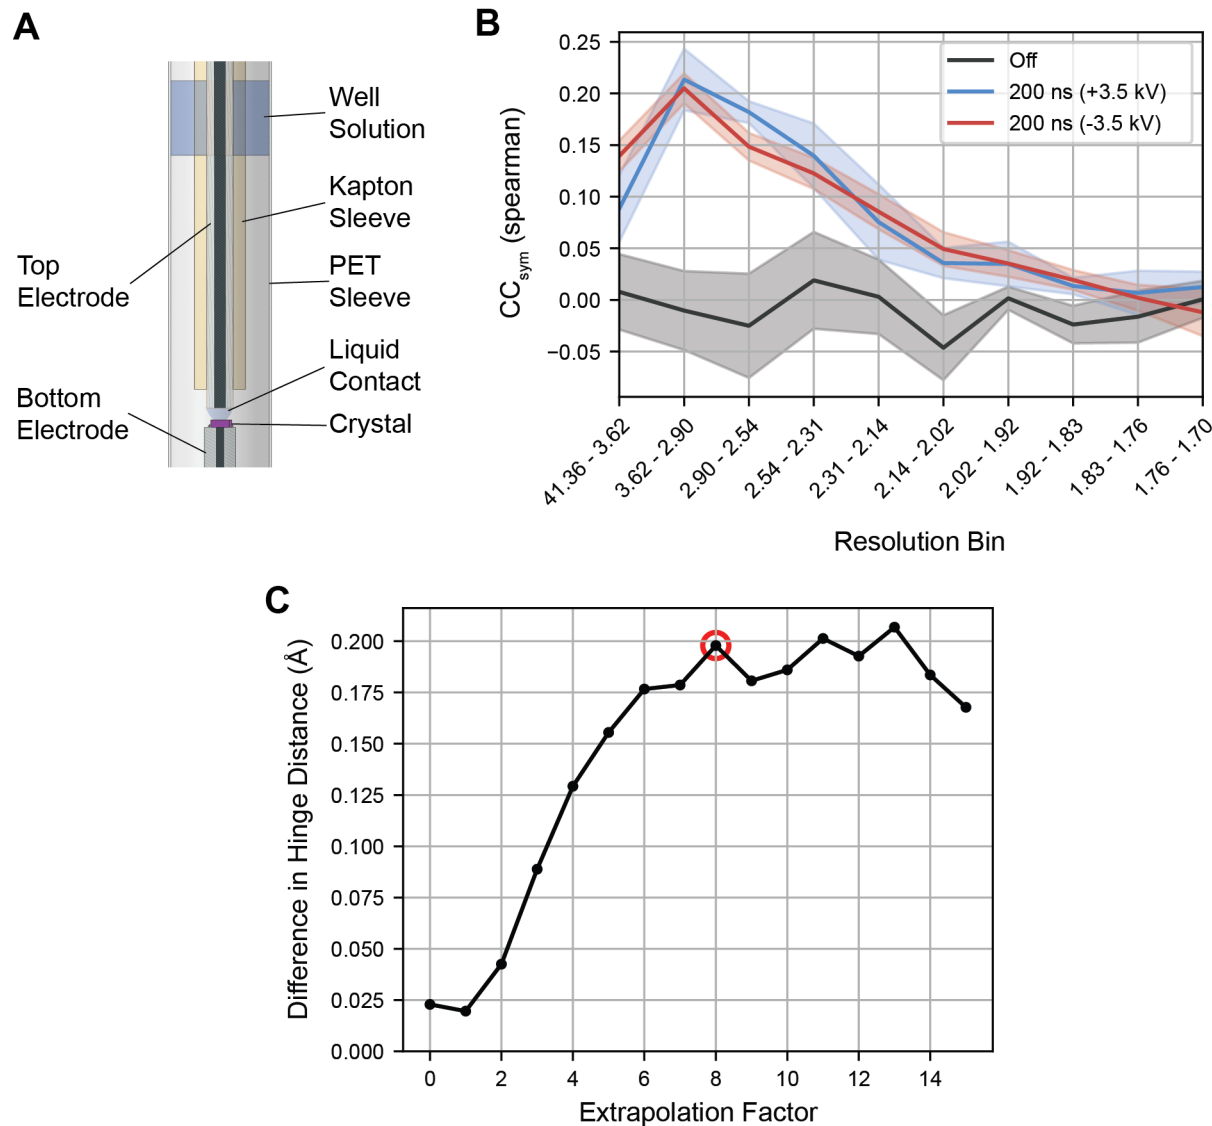 A
Well
Solution
Kapton
Sleeve
Top
Electrode
PET
Sleeve
Liquid
Contact
Bottom
Electrode
Crystal
B
0.25
0.20
0.15
0.10
0.05
0.00
−0.05
CCsym (spearman)
Off
200 ns (+3.5 kV)
200 ns (-3.5 kV)
41.36 - 3.62
3.62 - 2.90
2.90 - 2.54
2.54 - 2.31
2.31 - 2.14
2.14 - 2.02
2.02 - 1.92
1.92 - 1.83
1.83 - 1.76
1.76 - 1.70
Resolution Bin
C
0.200
0.175
0.150
0.125
0.100
0.075
0.050
0.025
0.000
Difference in Hinge Distance (Å)
0
2
4
6
8
10
12
14
Extrapolation Factor